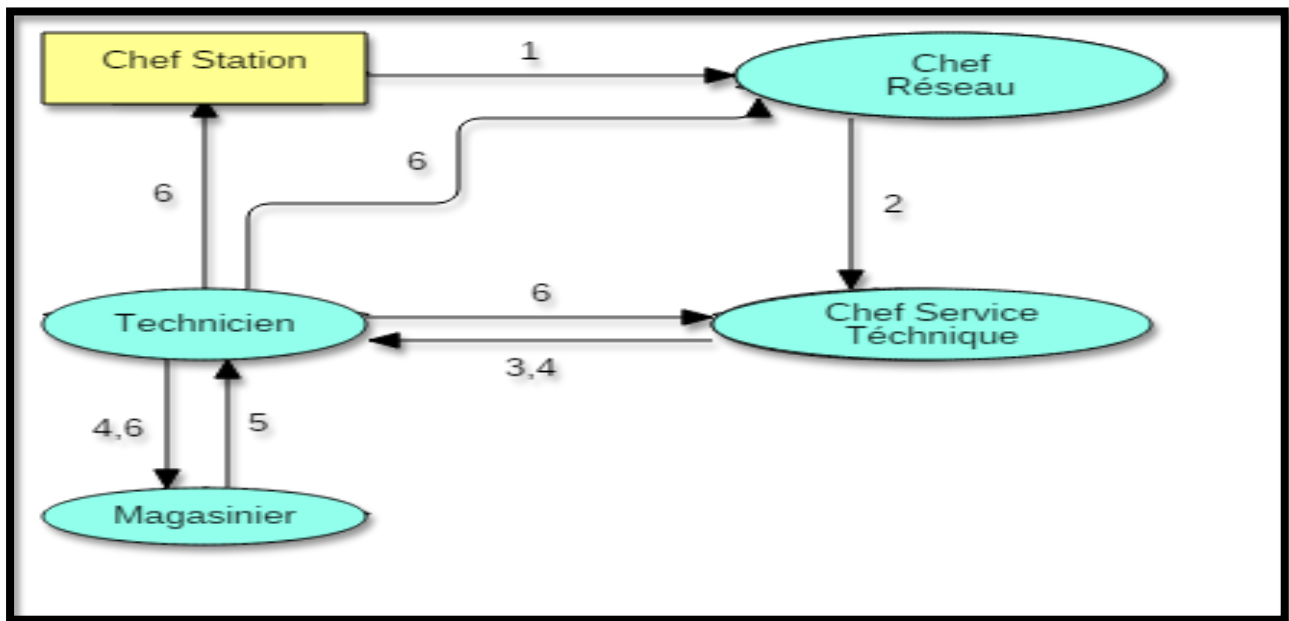 Chef Station
1
Chef
Réseau
6
6
2
Technicien
6
Chef Service
Téchnique
3,4
4,6
5
Magasinier